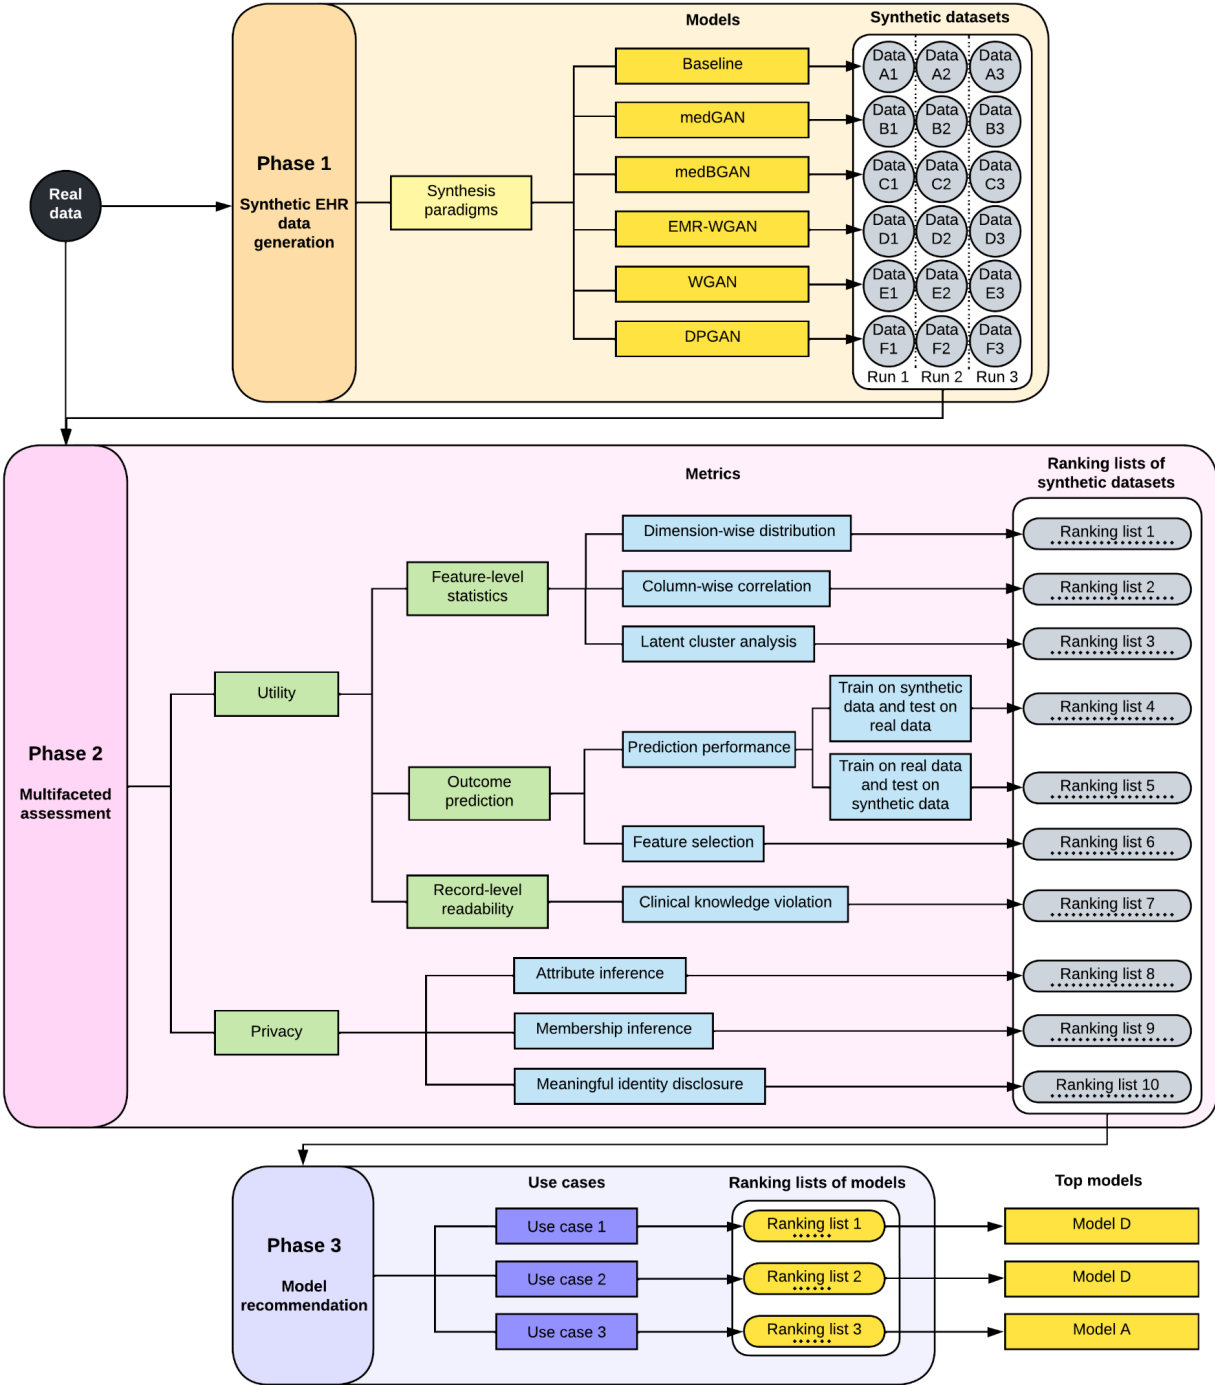 Models
Synthetic datasets
Real
data
Phase 1
Synthetic EHR
data
generation
Synthesis
paradigms
Baseline
medGAN
medBGAN
EMR-WGAN
WGAN
DPGAN
Data
A1
Data
A2
Data
A3
Data
B1
Data
B2
Data
B3
Data
C1
Data
C2
Data
C3
Data
D1
Data
D2
Data
D3
Data
E1
Data
E2
Data
E3
Data
F1
Data
F2
Data
F3
Run 1
Run 2
Run 3
Phase 2
Multifaceted
assessment
Metrics
Ranking lists of
synthetic datasets
Utility
Feature-level
statistics
Dimension-wise distribution
Ranking list 1
Column-wise correlation
Ranking list 2
Latent cluster analysis
Ranking list 3
Outcome
prediction
Prediction performance
Train on synthetic
data and test on
real data
Ranking list 4
Train on real data
and test on
synthetic data
Ranking list 5
Feature selection
Ranking list 6
Record-level
readability
Clinical knowledge violation
Ranking list 7
Privacy
Attribute inference
Ranking list 8
Membership inference
Ranking list 9
Meaningful identity disclosure
Ranking list 10
Phase 3
Model
recommendation
Use cases
Ranking lists of models
Top models
Use case 1
Ranking list 1
Model D
Use case 2
Ranking list 2
Model D
Use case 3
Ranking list 3
Model A